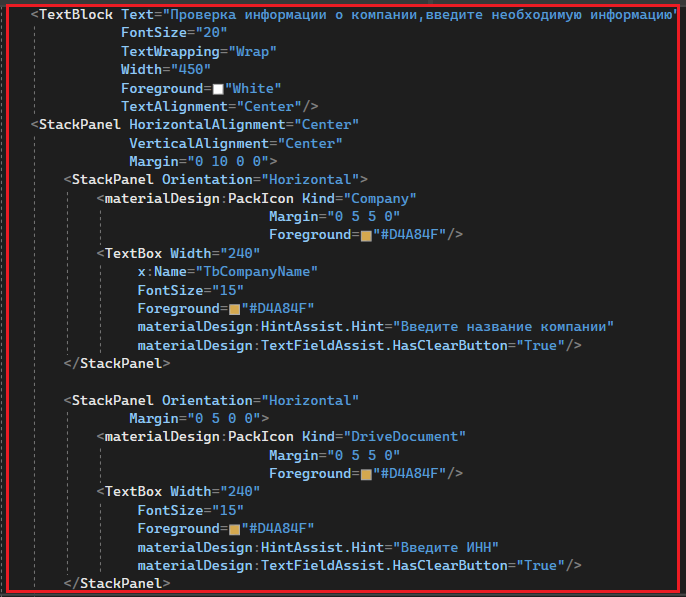 <TextBlock Text="Проверка информации о компании,введите необходимую информацию"
FontSize="20"
TextWrapping="Wrap"
Width="450"
Foreground="White"
TextAlignment="Center"/>
<StackPanel HorizontalAlignment="Center"
VerticalAlignment="Center"
Margin="0 10 0 0">
<StackPanel Orientation="Horizontal">
<materialDesign:PackIcon Kind="Company"
Margin="0 5 5 0"
Foreground="#D4A84F"/>
<TextBox Width="240"
x:Name="TbCompanyName"
FontSize="15"
Foreground="#D4A84F"
materialDesign:HintAssist.Hint="Введите название компании"
materialDesign:TextFieldAssist.HasClearButton="True"/>
</StackPanel>
<StackPanel Orientation="Horizontal"
Margin="0 5 0 0">
<materialDesign:PackIcon Kind="DriveDocument"
Margin="0 5 5 0"
Foreground="#D4A84F"/>
<TextBox Width="240"
FontSize="15"
Foreground="#D4A84F"
materialDesign:HintAssist.Hint="Введите ИНН"
materialDesign:TextFieldAssist.HasClearButton="True"/>
</StackPanel>